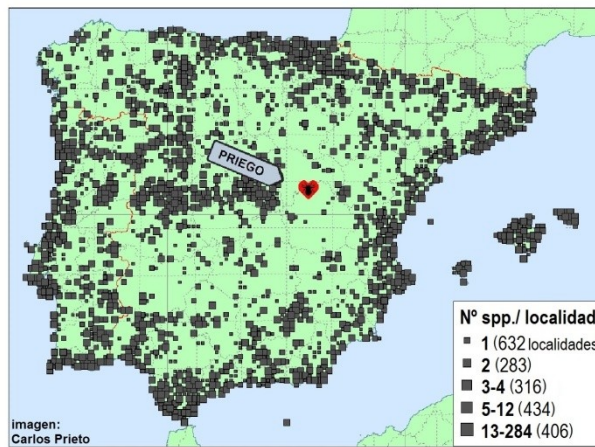 PRIEGO
Nº spp./ localidad
1 (632 localidades)
2 (283)
3-4 (316)
5-12 (434)
13-284 (406)
imagen:
Carlos Prieto